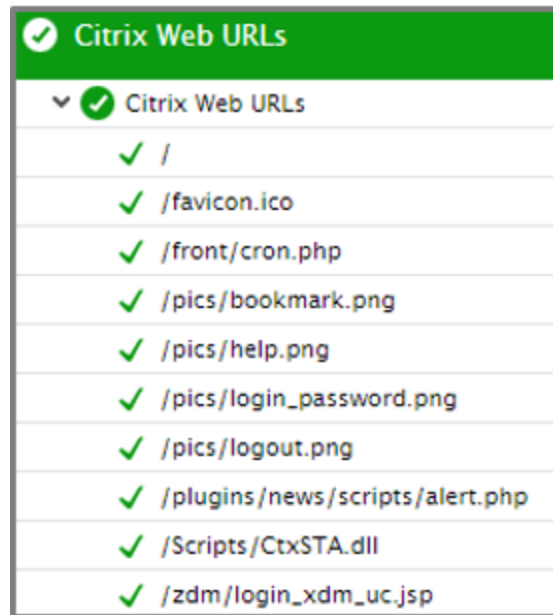 Citrix Web URLs
Citrix Web URLs
/
/favicon.ico
/front/cron.php
/pics/bookmark.png
/pics/help.png
/pics/login_password.png
/pics/logout.png
/plugins/news/scripts/alert.php
/Scripts/CtxSTA.dll
/zdm/login_xdm_uc.jsp